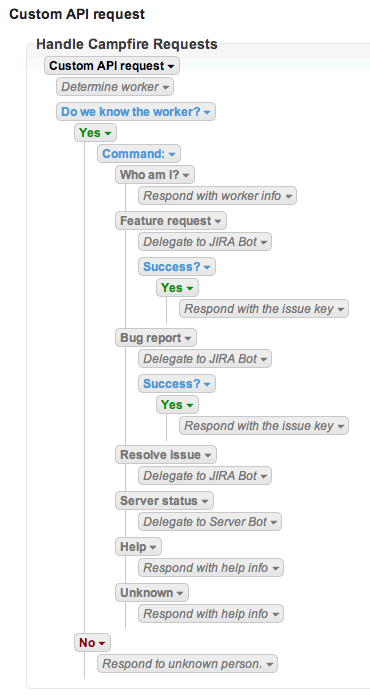 Custom API request
Handle Campfire Requests
Custom API request
Determine worker
Do we know the worker?
Yes
Command:
Who am I?
Respond with worker info
Feature request
Delegate to JIRA Bot
Success?
Yes
Respond with the issue key
Bug report
Delegate to JIRA Bot
Success?
Yes
Respond with the issue key
Resolve issue
Delegate to JIRA Bot
Server status
Delegate to Server Bot
Help
Respond with help info
Unknown
Respond with help info
No
Respond to unknown person.